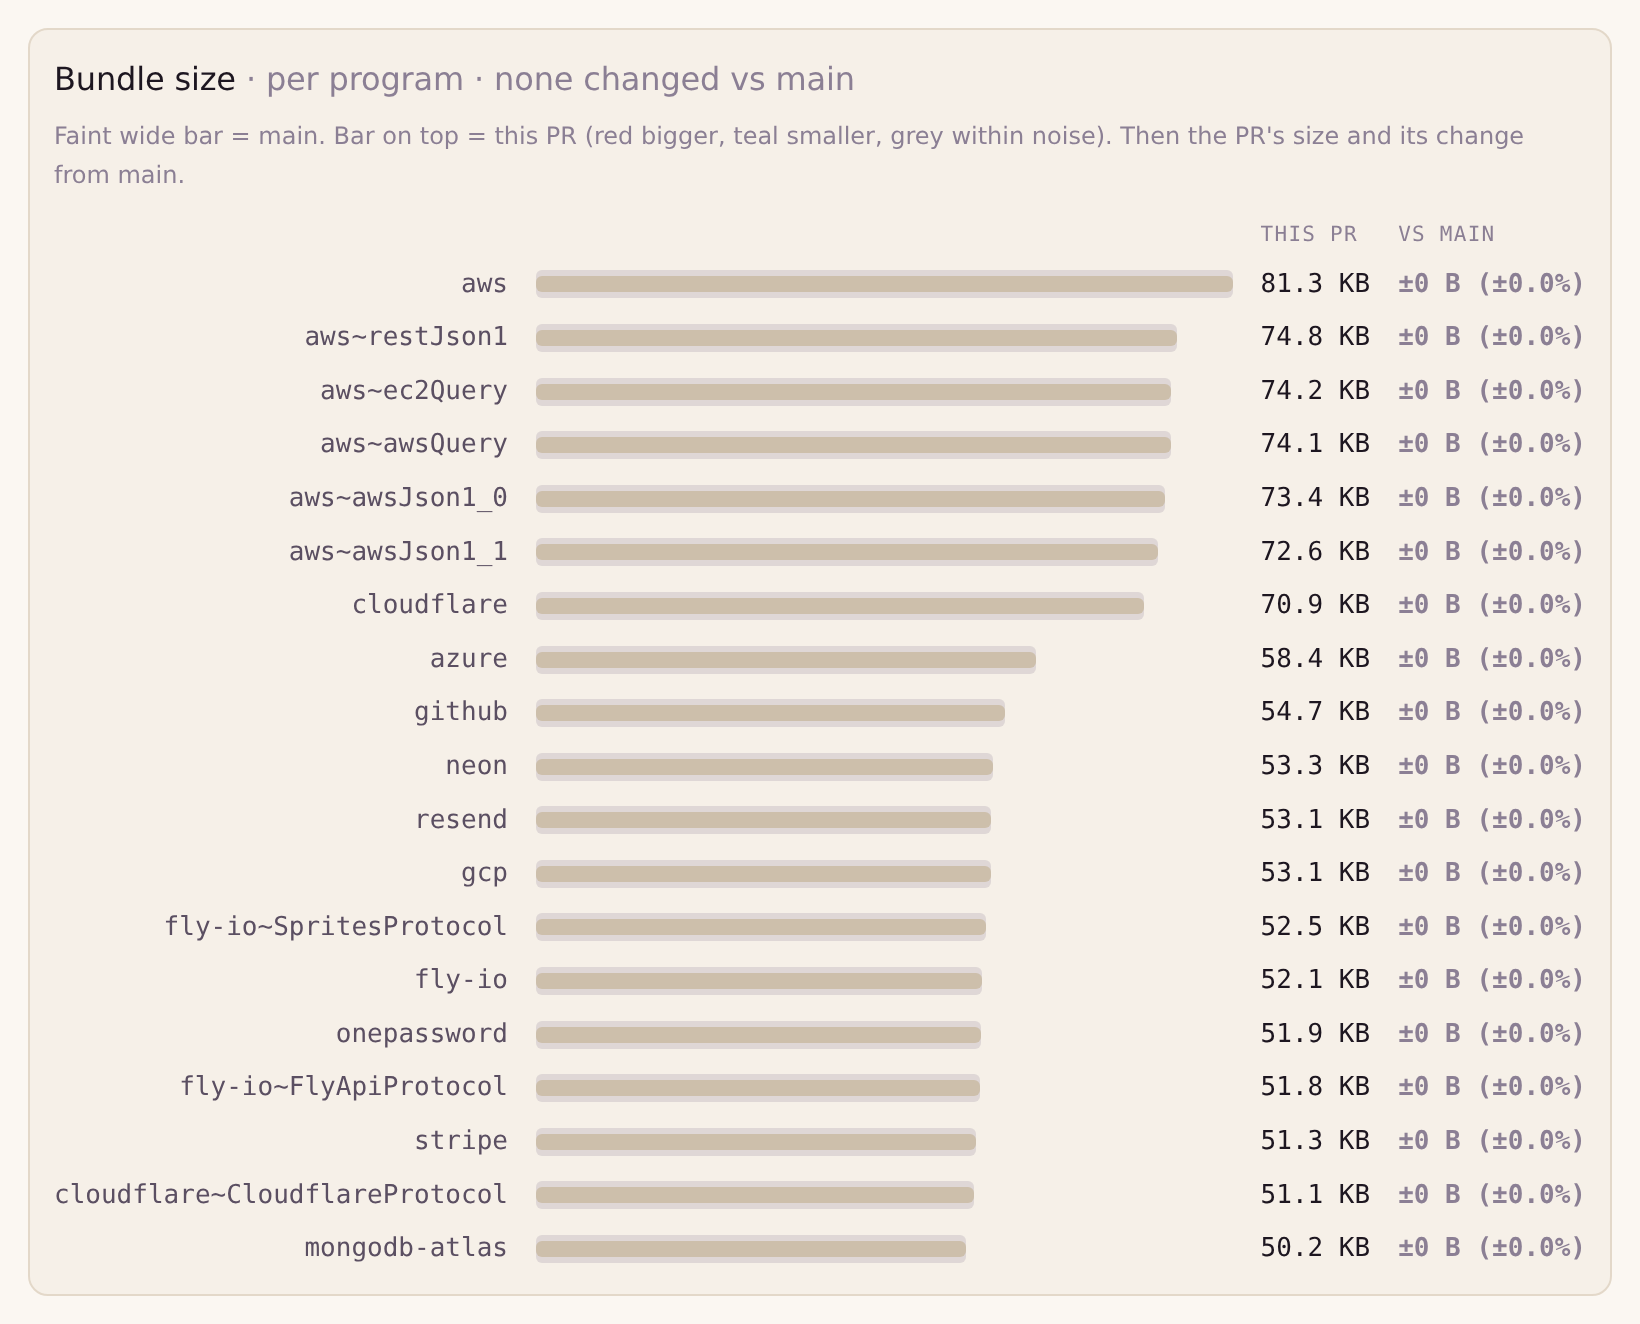 Bundle size · per program · none changed vs main
Faint wide bar = main. Bar on top = this PR (red bigger, teal smaller, grey within noise). Then the PR's size and its change
from main.
THIS PR VS MAIN
aws 81.3 KB ±0 B (±0.0%)
aws~restJson1 74.8 KB ±0 B (±0.0%)
aws~ec2Query 74.2 KB ±0 B (±0.0%)
aws~awsQuery 74.1 KB ±0 B (±0.0%)
aws~awsJson1_0 73.4 KB ±0 B (±0.0%)
aws~awsJson1_1 72.6 KB ±0 B (±0.0%)
cloudflare 70.9 KB ±0 B (±0.0%)
azure 58.4 KB ±0 B (±0.0%)
github 54.7 KB ±0 B (±0.0%)
neon 53.3 KB ±0 B (±0.0%)
resend 53.1 KB ±0 B (±0.0%)
gcp 53.1 KB ±0 B (±0.0%)
fly-io~SpritesProtocol 52.5 KB ±0 B (±0.0%)
fly-io 52.1 KB ±0 B (±0.0%)
onepassword 51.9 KB ±0 B (±0.0%)
fly-io~FlyApiProtocol 51.8 KB ±0 B (±0.0%)
stripe 51.3 KB ±0 B (±0.0%)
cloudflare~CloudflareProtocol 51.1 KB ±0 B (±0.0%)
mongodb-atlas 50.2 KB ±0 B (±0.0%)